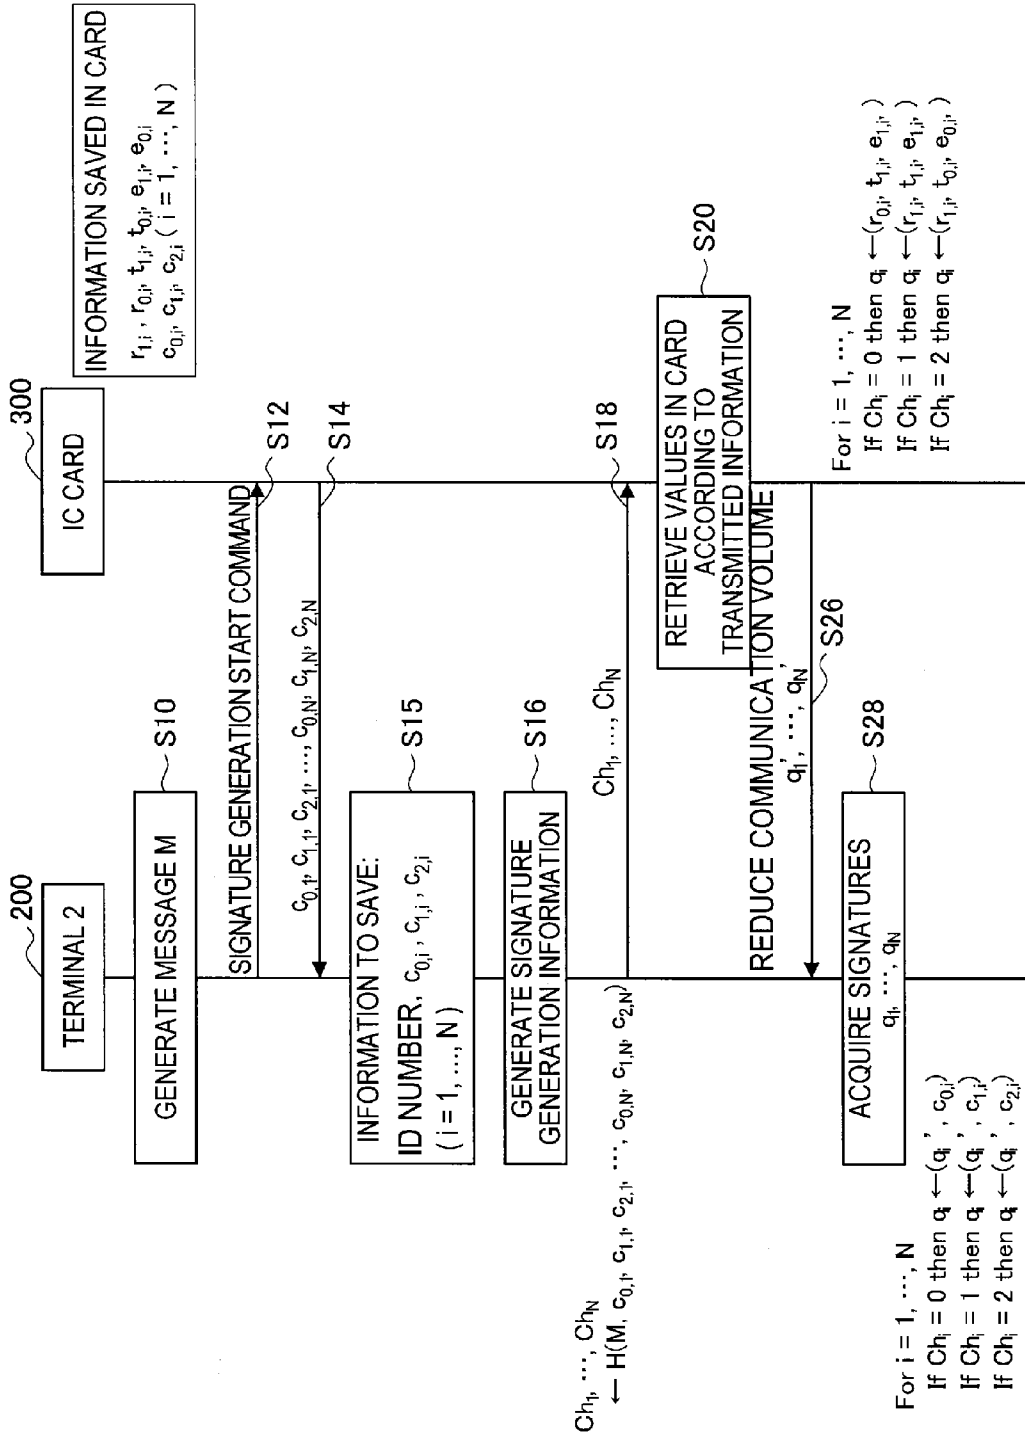 200
TERMINAL 2
300
IC CARD
INFORMATION SAVED IN CARD
r1,i , r0,i, t1,i, t0,i, e1,i, e0,i
c0,i, c1,i, c2,i ( i = 1, ···, N )
GENERATE MESSAGE M
S10
SIGNATURE GENERATION START COMMAND
S12
c0,1, c1,1, c2,1, ···, c0,N, c1,N, c2,N
S14
INFORMATION TO SAVE:
ID NUMBER, c0,i , c1,i , c2,i
( i = 1, ..., N )
S15
GENERATE SIGNATURE
GENERATION INFORMATION
S16
Ch1, ···, ChN
← H(M, c0,1, c1,1, c2,1, ···, c0,N, c1,N, c2,N)
Ch1, ..., ChN
S18
RETRIEVE VALUES IN CARD
ACCORDING TO
TRANSMITTED INFORMATION
S20
REDUCE COMMUNICATION VOLUME
q1', ···, qN'
S26
For i = 1, ···, N
If Chi = 0 then qi ←(r0,i, t1,i, e1,i, )
If Chi = 1 then qi ←(r1,i, t1,i, e1,i, )
If Chi = 2 then qi ←(r1,i, t0,i, e0,i, )
ACQUIRE SIGNATURES
q1, ···, qN
S28
For i = 1, ···, N
If Chi = 0 then qi ←(qi' , c0,i)
If Chi = 1 then qi ←(qi' , c1,i)
If Chi = 2 then qi ←(qi' , c2,i)